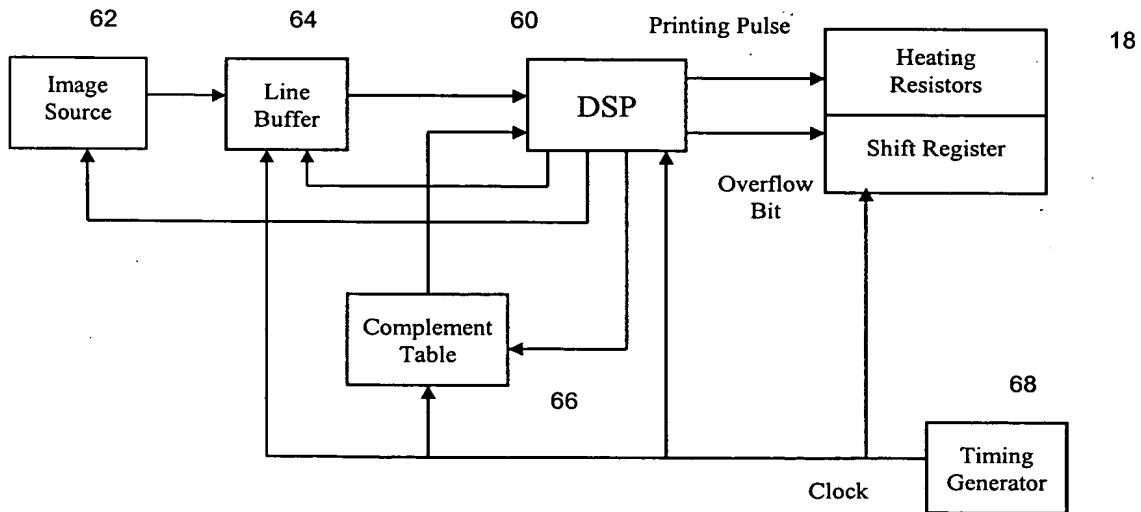 62
64
60
Printing Pulse
18
Image
Source
Line
Buffer
DSP
Heating
Resistors
Shift Register
Overflow
Bit
Complement
Table
66
68
Timing
Generator
Clock